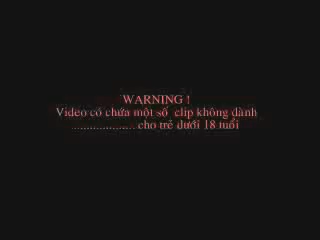 WARNING !
Video có chứa một số clip không dành
.................... cho trẻ dưới 18 tuổi